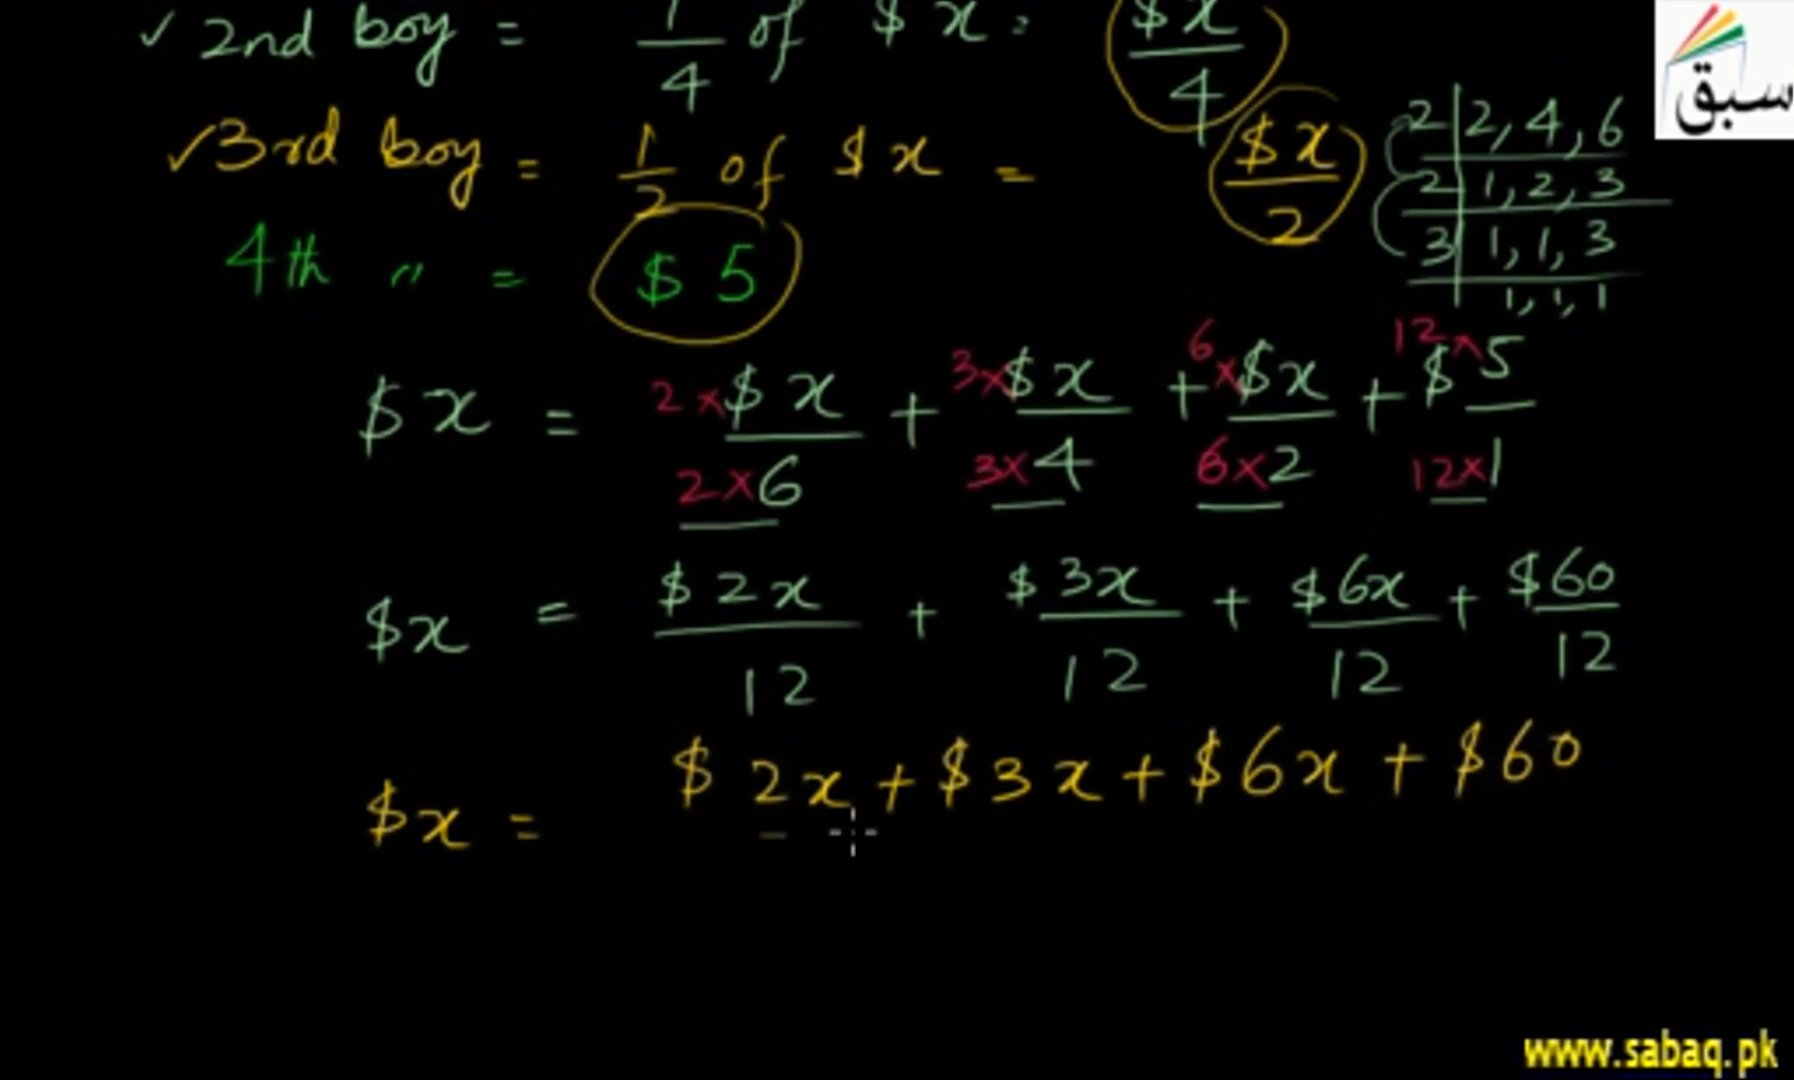 ✓ 2nd boy = 1/4 of $ x = $x/4
✓ 3rd boy = 1/2 of $ x = $x/2
4th " = $ 5
سبق
2 | 2, 4, 6
2 | 1, 2, 3
3 | 1, 1, 3
1, 1, 1
$ x = 2 x $ x / 2 x 6 + 3 x $ x / 3 x 4 + 6 x $ x / 6 x 2 + 12 x $ 5 / 12 x 1
$x = $ 2x / 12 + $ 3x / 12 + $ 6x / 12 + $60 / 12
$x = $ 2x + $ 3x + $ 6x + $60
www.sabaq.pk